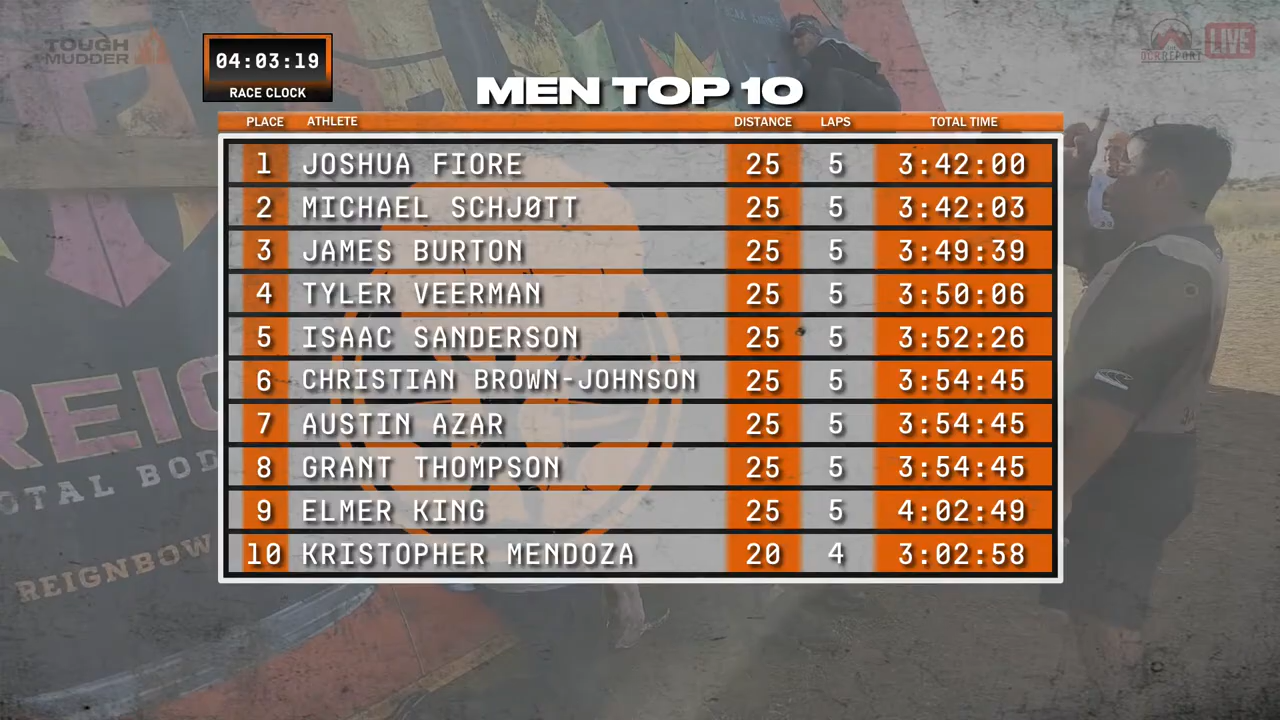 TOUGH
MUDDER
04:03:19
RACE CLOCK
LIVE
MEN TOP 10
PLACE ATHLETE DISTANCE LAPS TOTAL TIME
1 JOSHUA FIORE 25 5 3:42:00
2 MICHAEL SCHJØTT 25 5 3:42:03
3 JAMES BURTON 25 5 3:49:39
4 TYLER VEERMAN 25 5 3:50:06
5 ISAAC SANDERSON 25 5 3:52:26
6 CHRISTIAN BROWN-JOHNSON 25 5 3:54:45
7 AUSTIN AZAR 25 5 3:54:45
8 GRANT THOMPSON 25 5 3:54:45
9 ELMER KING 25 5 4:02:49
10 KRISTOPHER MENDOZA 20 4 3:02:58
REIG
OTAL BOD
REIGNBOW